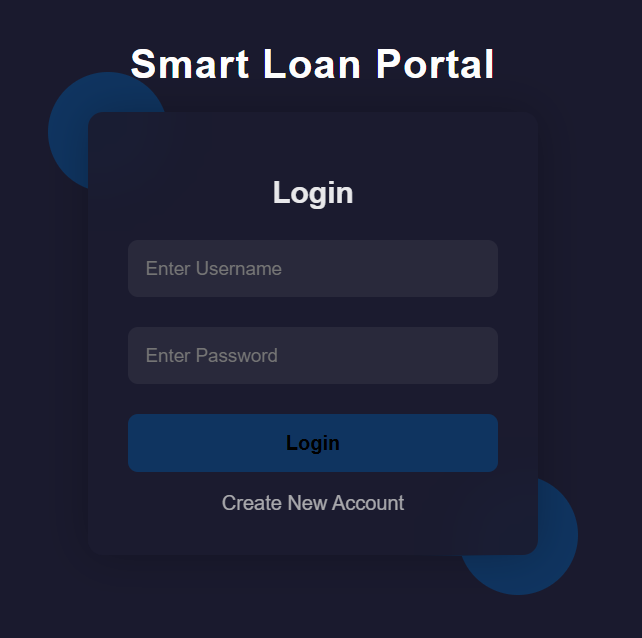 Smart Loan Portal
Login
Enter Username
Enter Password
Login
Create New Account